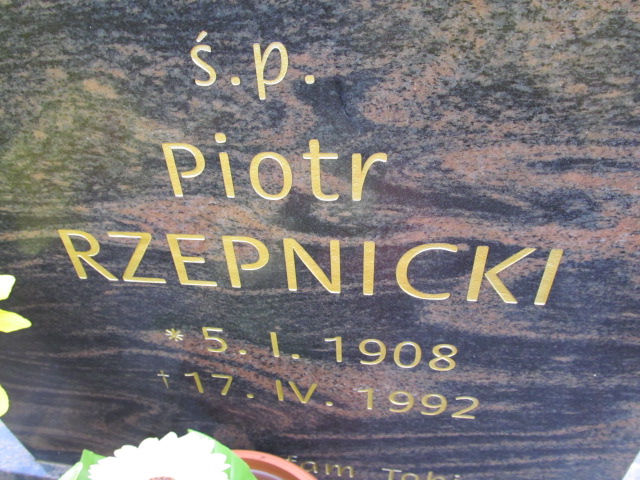 ś.p.
Piotr
RZEPNICKI
* 5. I. 1908
† 17. IV. 1992